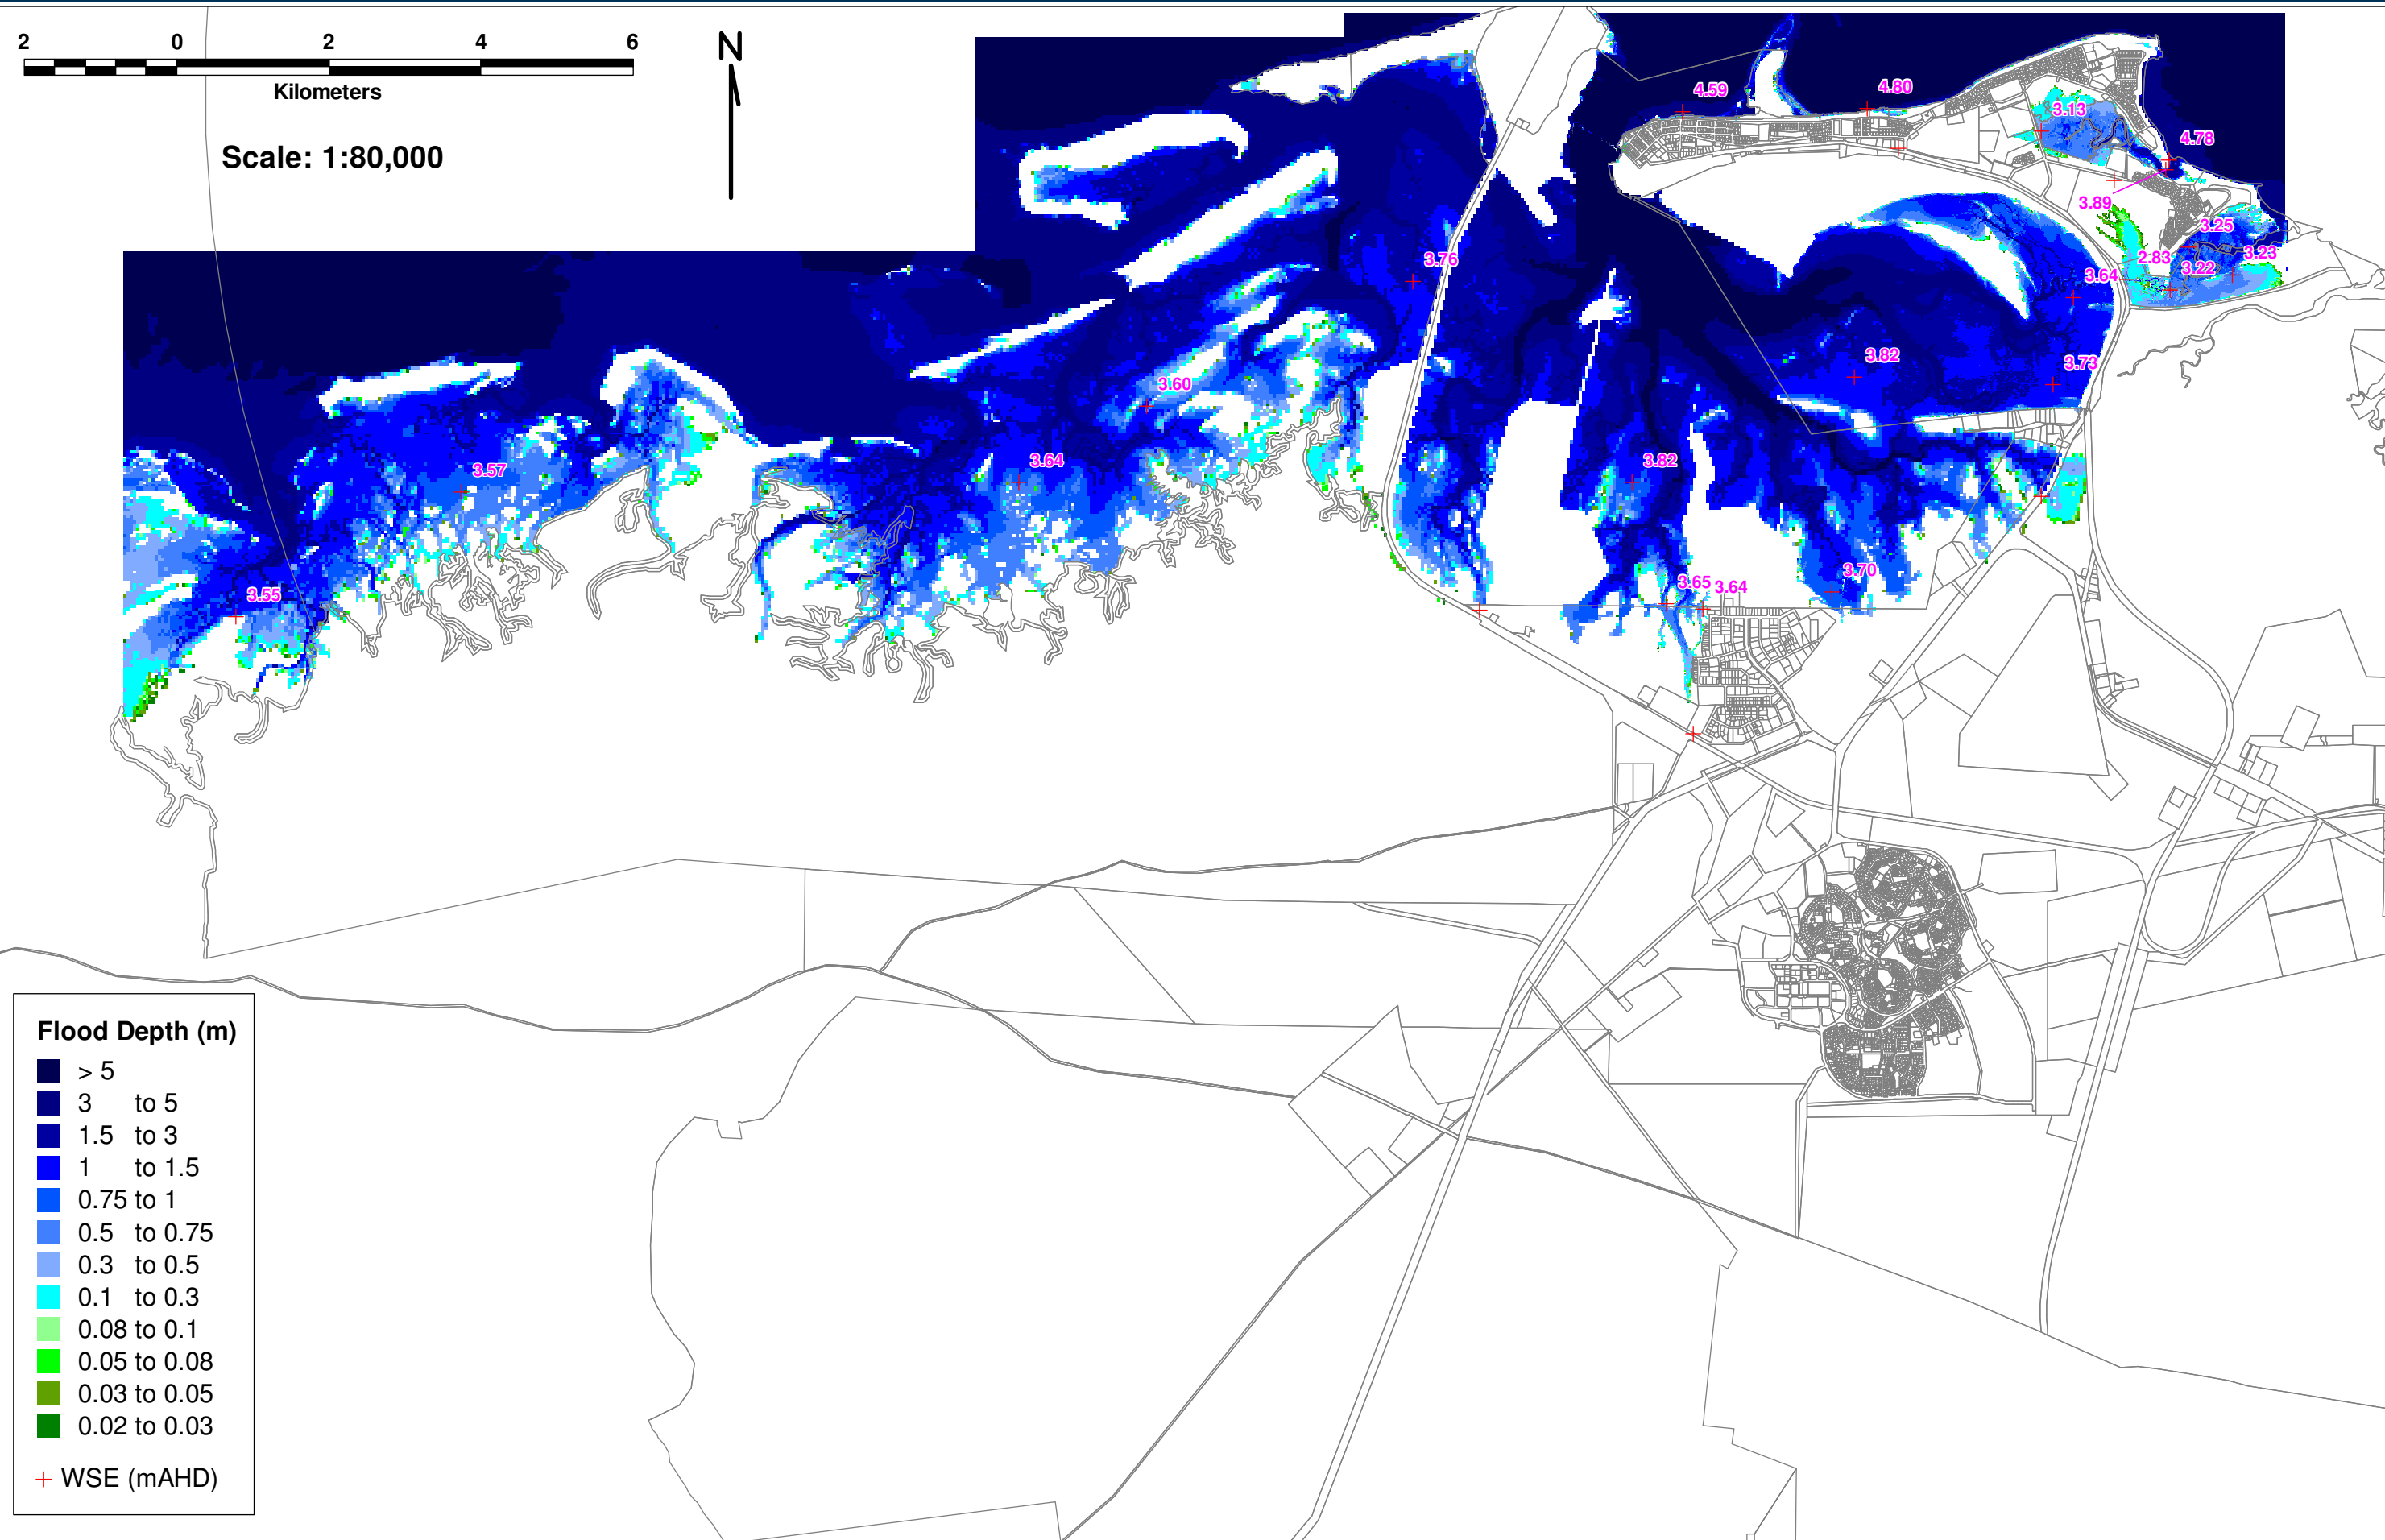 2 0 2 4 6
Kilometers
Scale: 1:80,000
N
4.59
4.80
3.13
4.78
3.89
3.25
3.23
2.83
3.22
3.64
3.76
3.82
3.73
3.60
3.57
3.64
3.82
3.55
3.65
3.64
3.70
Flood Depth (m)
> 5
3 to 5
1.5 to 3
1 to 1.5
0.75 to 1
0.5 to 0.75
0.3 to 0.5
0.1 to 0.3
0.08 to 0.1
0.05 to 0.08
0.03 to 0.05
0.02 to 0.03
WSE (mAHD)